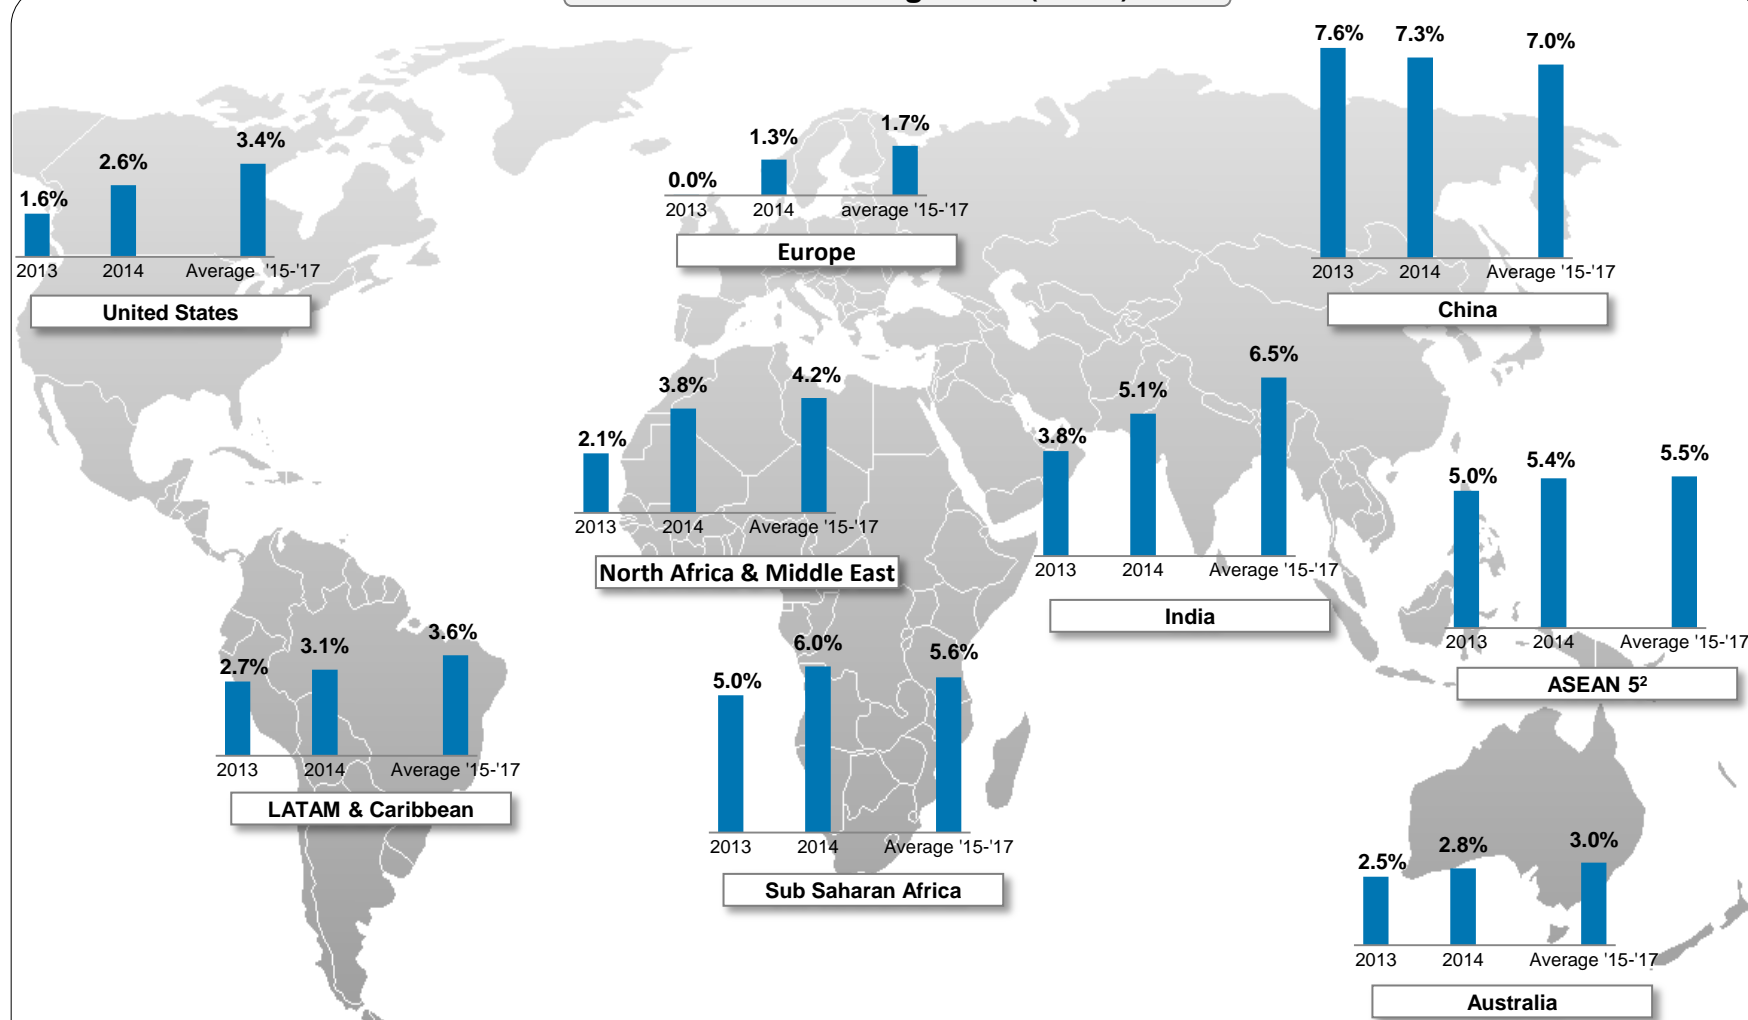 7.6% 7.3% 7.0%
2013 2014 Average '15-'17
China
3.4%
2.6%
1.6%
2013 2014 Average '15-'17
United States
1.7%
1.3%
0.0%
2013 2014 average '15-'17
Europe
6.5%
5.1%
3.8%
2013 2014 Average '15-'17
India
4.2%
3.8%
2.1%
2013 2014 Average '15-'17
North Africa & Middle East
5.5%
5.4%
5.0%
2013 2014 Average '15-'17
ASEAN 5²
3.6%
3.1%
2.7%
2013 2014 Average '15-'17
LATAM & Caribbean
6.0%
5.6%
5.0%
2013 2014 Average '15-'17
Sub Saharan Africa
3.0%
2.8%
2.5%
2013 2014 Average '15-'17
Australia